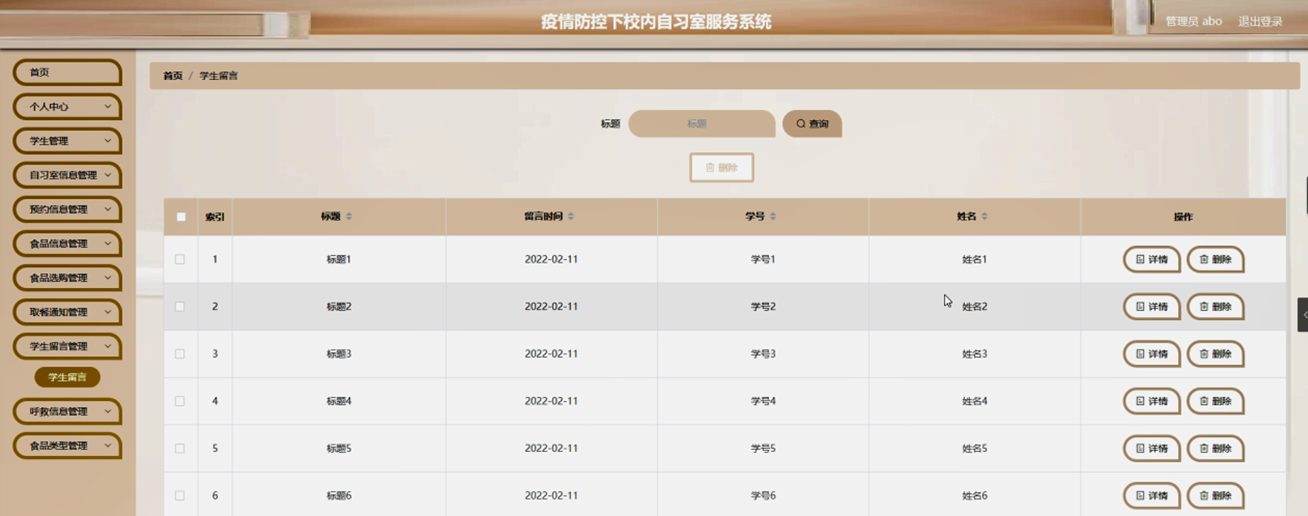 疫情防控下校内自习室服务系统
管理员 abo 退出登录
首页
个人中心
学生管理
自习室信息管理
预约信息管理
食品信息管理
食品选购管理
取餐通知管理
学生留言管理
学生留言
呼救信息管理
食品类型管理
首页 / 学生留言
标题 标题 查询
删除
索引 标题 留言时间 学号 姓名 操作
1 标题1 2022-02-11 学号1 姓名1 详情 删除
2 标题2 2022-02-11 学号2 姓名2 详情 删除
3 标题3 2022-02-11 学号3 姓名3 详情 删除
4 标题4 2022-02-11 学号4 姓名4 详情 删除
5 标题5 2022-02-11 学号5 姓名5 详情 删除
6 标题6 2022-02-11 学号6 姓名6 详情 删除